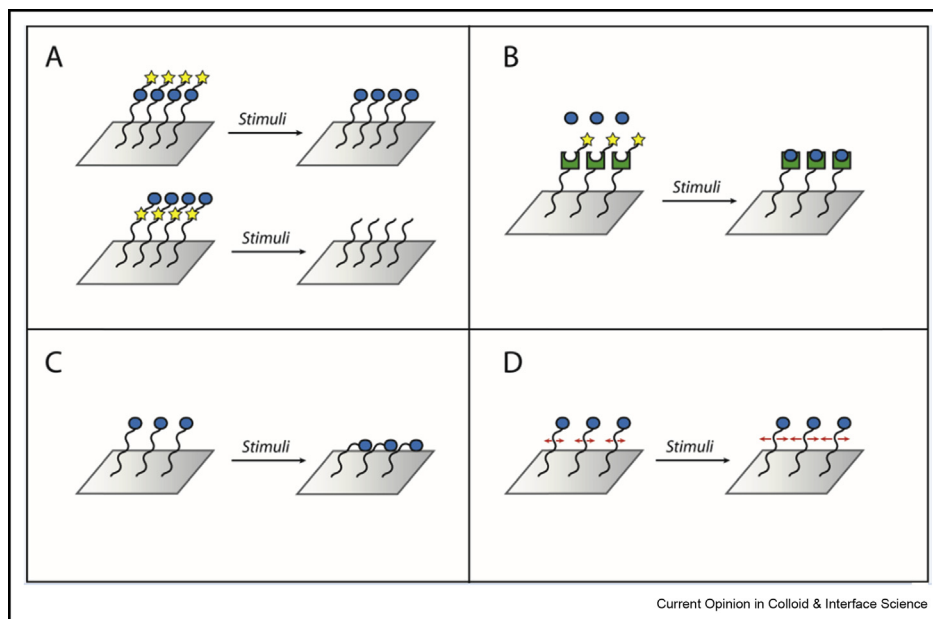 A
Stimuli
Stimuli
B
Stimuli
C
Stimuli
D
Stimuli
Current Opinion in Colloid & Interface Science